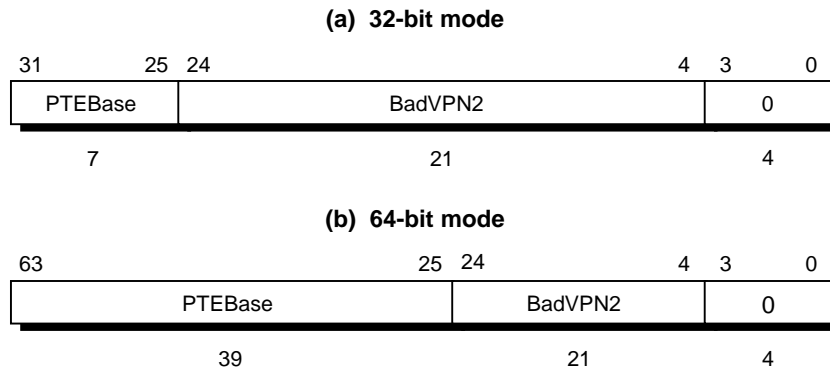 (a) 32-bit mode
31 25 24 4 3 0
PTEBase BadVPN2 0
7 21 4
(b) 64-bit mode
63 25 24 4 3 0
PTEBase BadVPN2 0
39 21 4